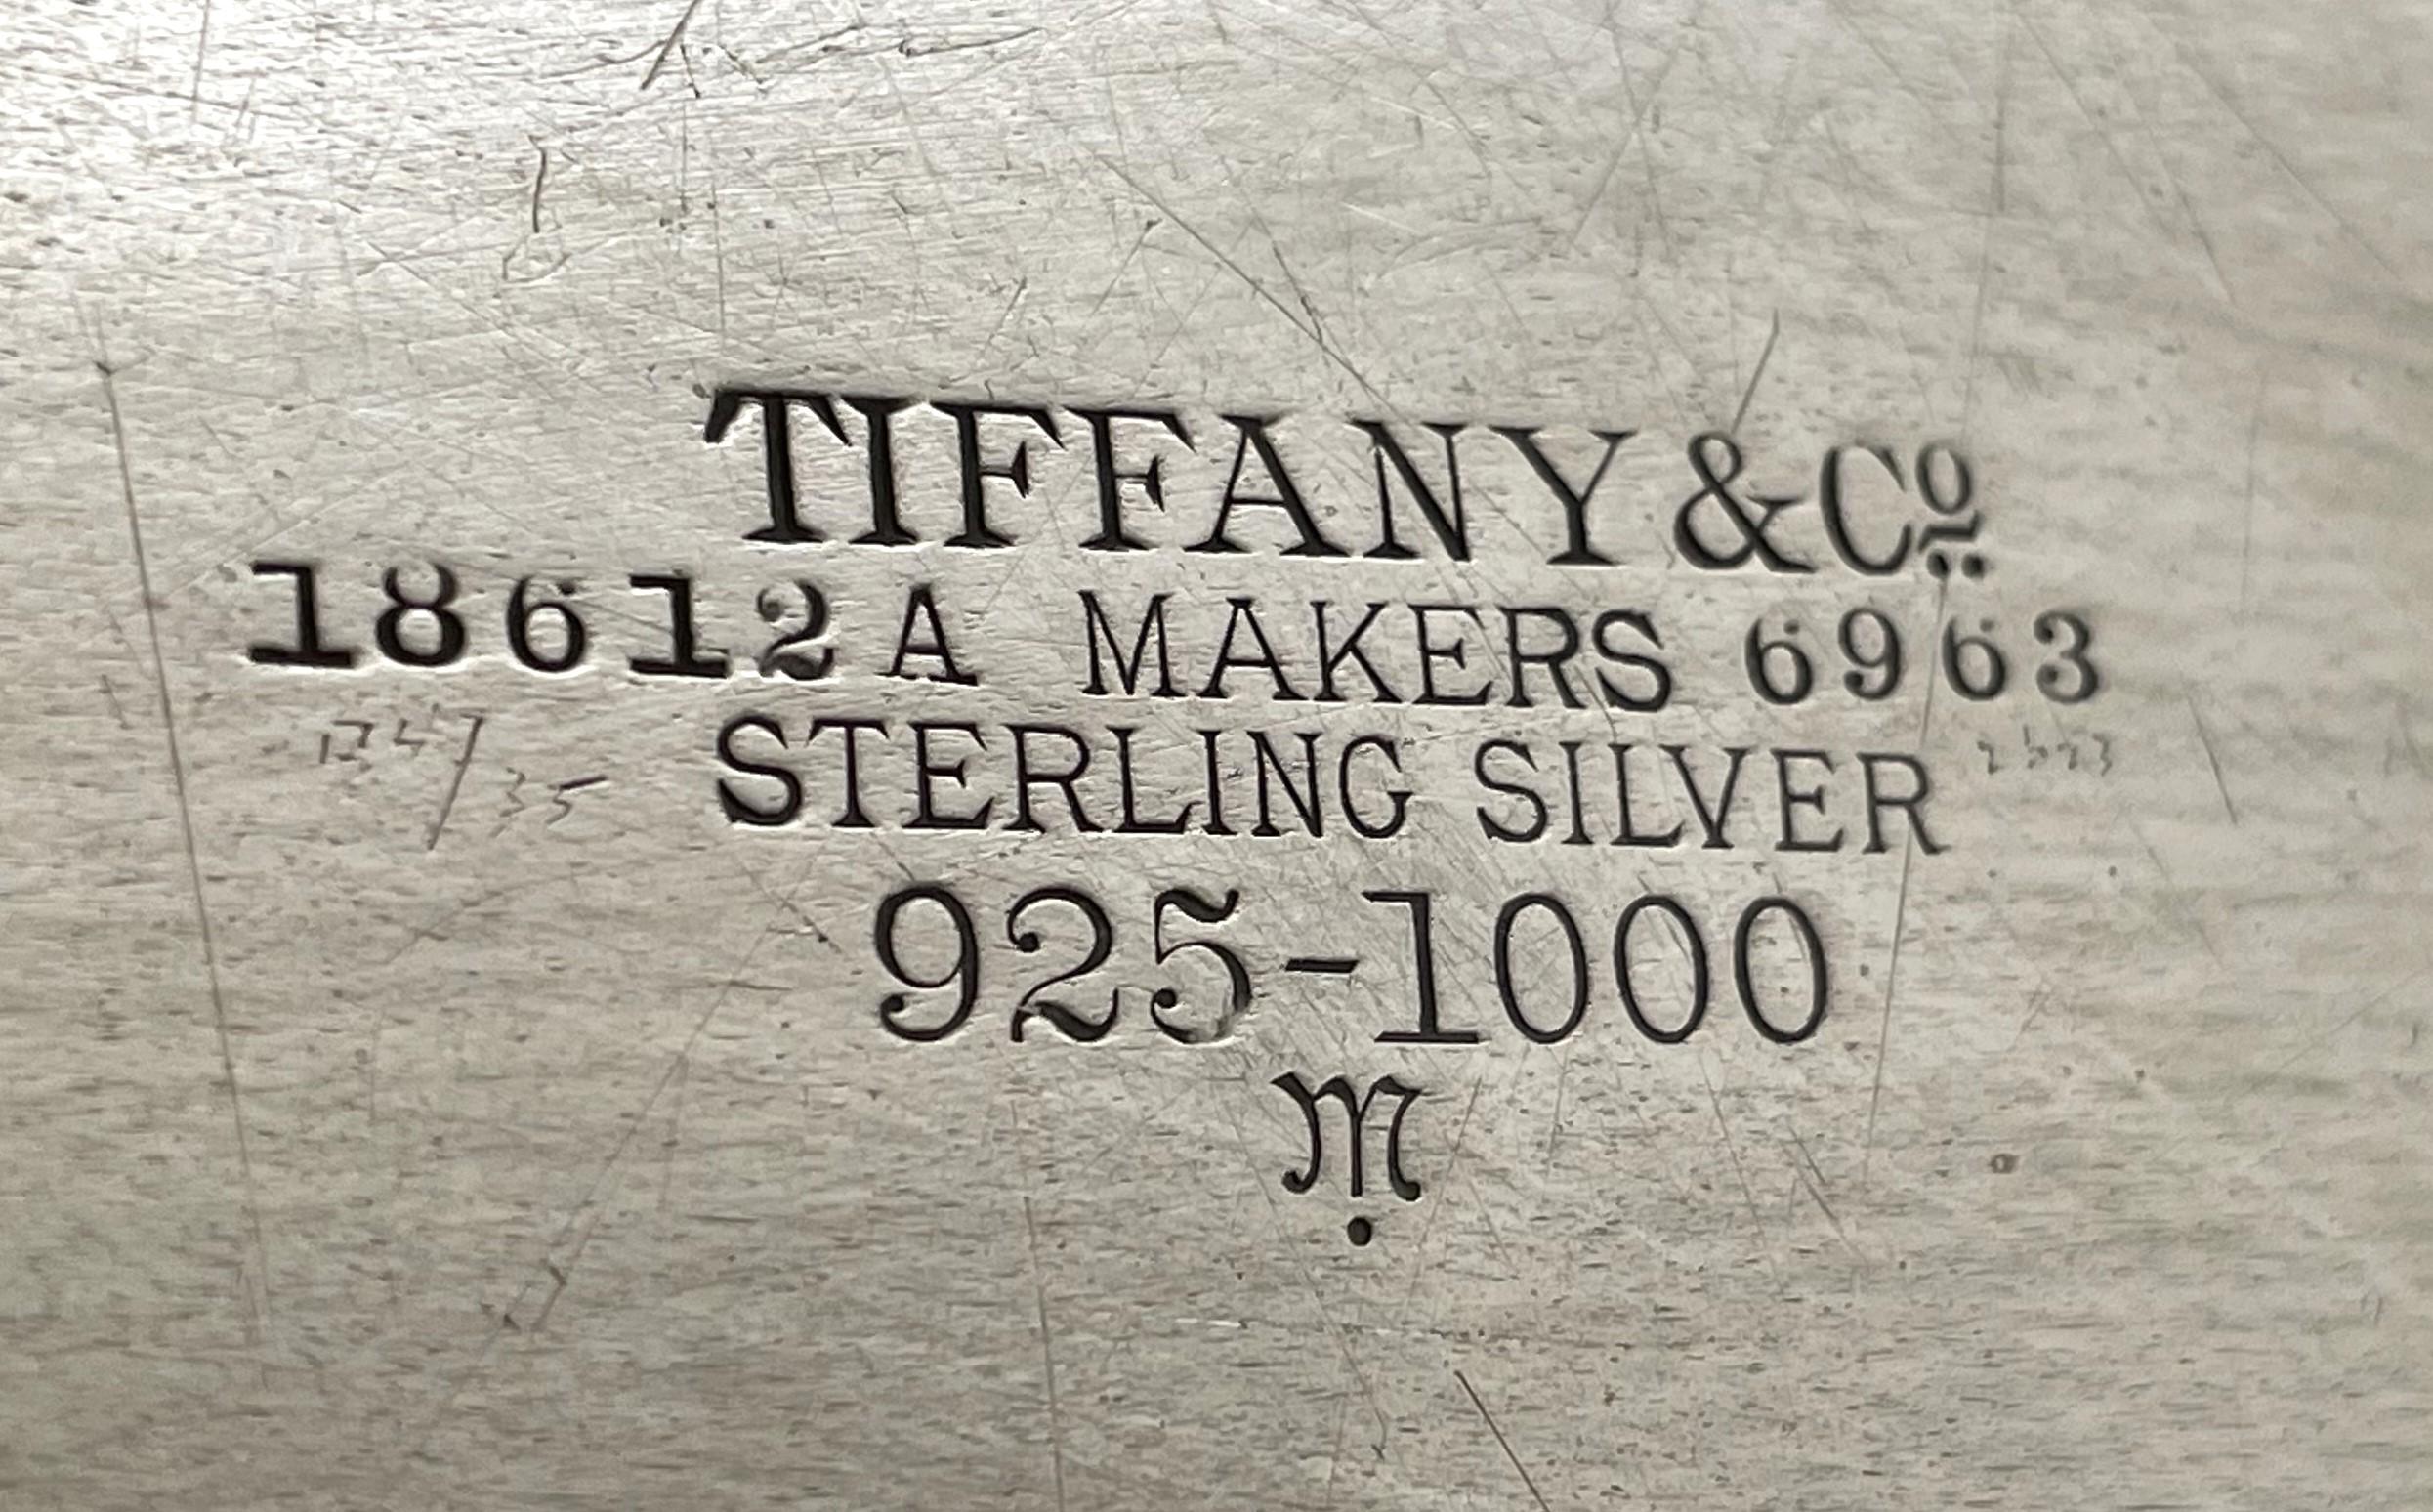 TIFFANY & Cº
18612A MAKERS 6963
STERLING SILVER
925-1000
m